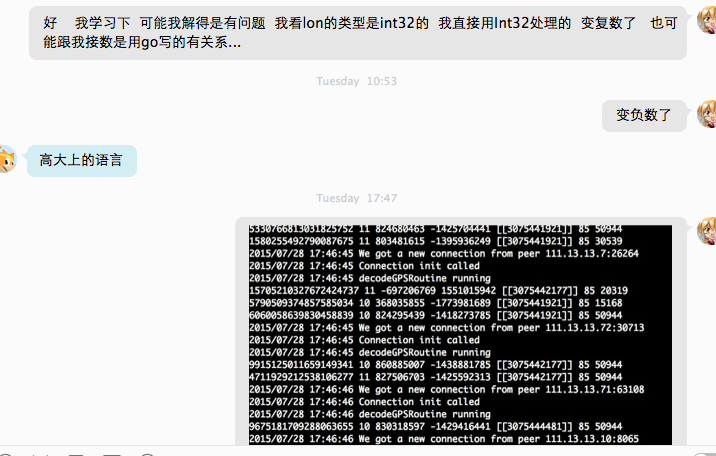 好 我学习下 可能我解得是有问题 我看lon的类型是int32的 我直接用Int32处理的 变复数了 也可
能跟我接数是用go写的有关系...
Tuesday 10:53
变负数了
高大上的语言
Tuesday 17:47
5330766813031825752 11 824680463 -1425704441 [[3075441921]] 85 50944
1580255492790087675 11 803481615 -1395936249 [[3075441921]] 85 30539
2015/07/28 17:46:45 We got a new connection from peer 111.13.13.7:26264
2015/07/28 17:46:45 Connection init called
2015/07/28 17:46:45 decodeGPSRoutine running
15705210327672424737 11 -697206769 1551015942 [[3075442177]] 85 20319
5790509374857585034 10 368035855 -1773981689 [[3075441921]] 85 15168
6060058639830458839 10 824295439 -1418273785 [[3075441921]] 85 50944
2015/07/28 17:46:45 We got a new connection from peer 111.13.13.72:30713
2015/07/28 17:46:45 Connection init called
2015/07/28 17:46:45 decodeGPSRoutine running
9915125011659149341 10 860885007 -1438881785 [[3075442177]] 85 50944
4711929212538106277 11 827506703 -1425592313 [[3075442177]] 85 50944
2015/07/28 17:46:46 We got a new connection from peer 111.13.13.71:63108
2015/07/28 17:46:46 Connection init called
2015/07/28 17:46:46 decodeGPSRoutine running
9675181709288063655 10 830318597 -1429416441 [[3075444481]] 85 50944
2015/07/28 17:46:46 We got a new connection from peer 111.13.13.10:8065